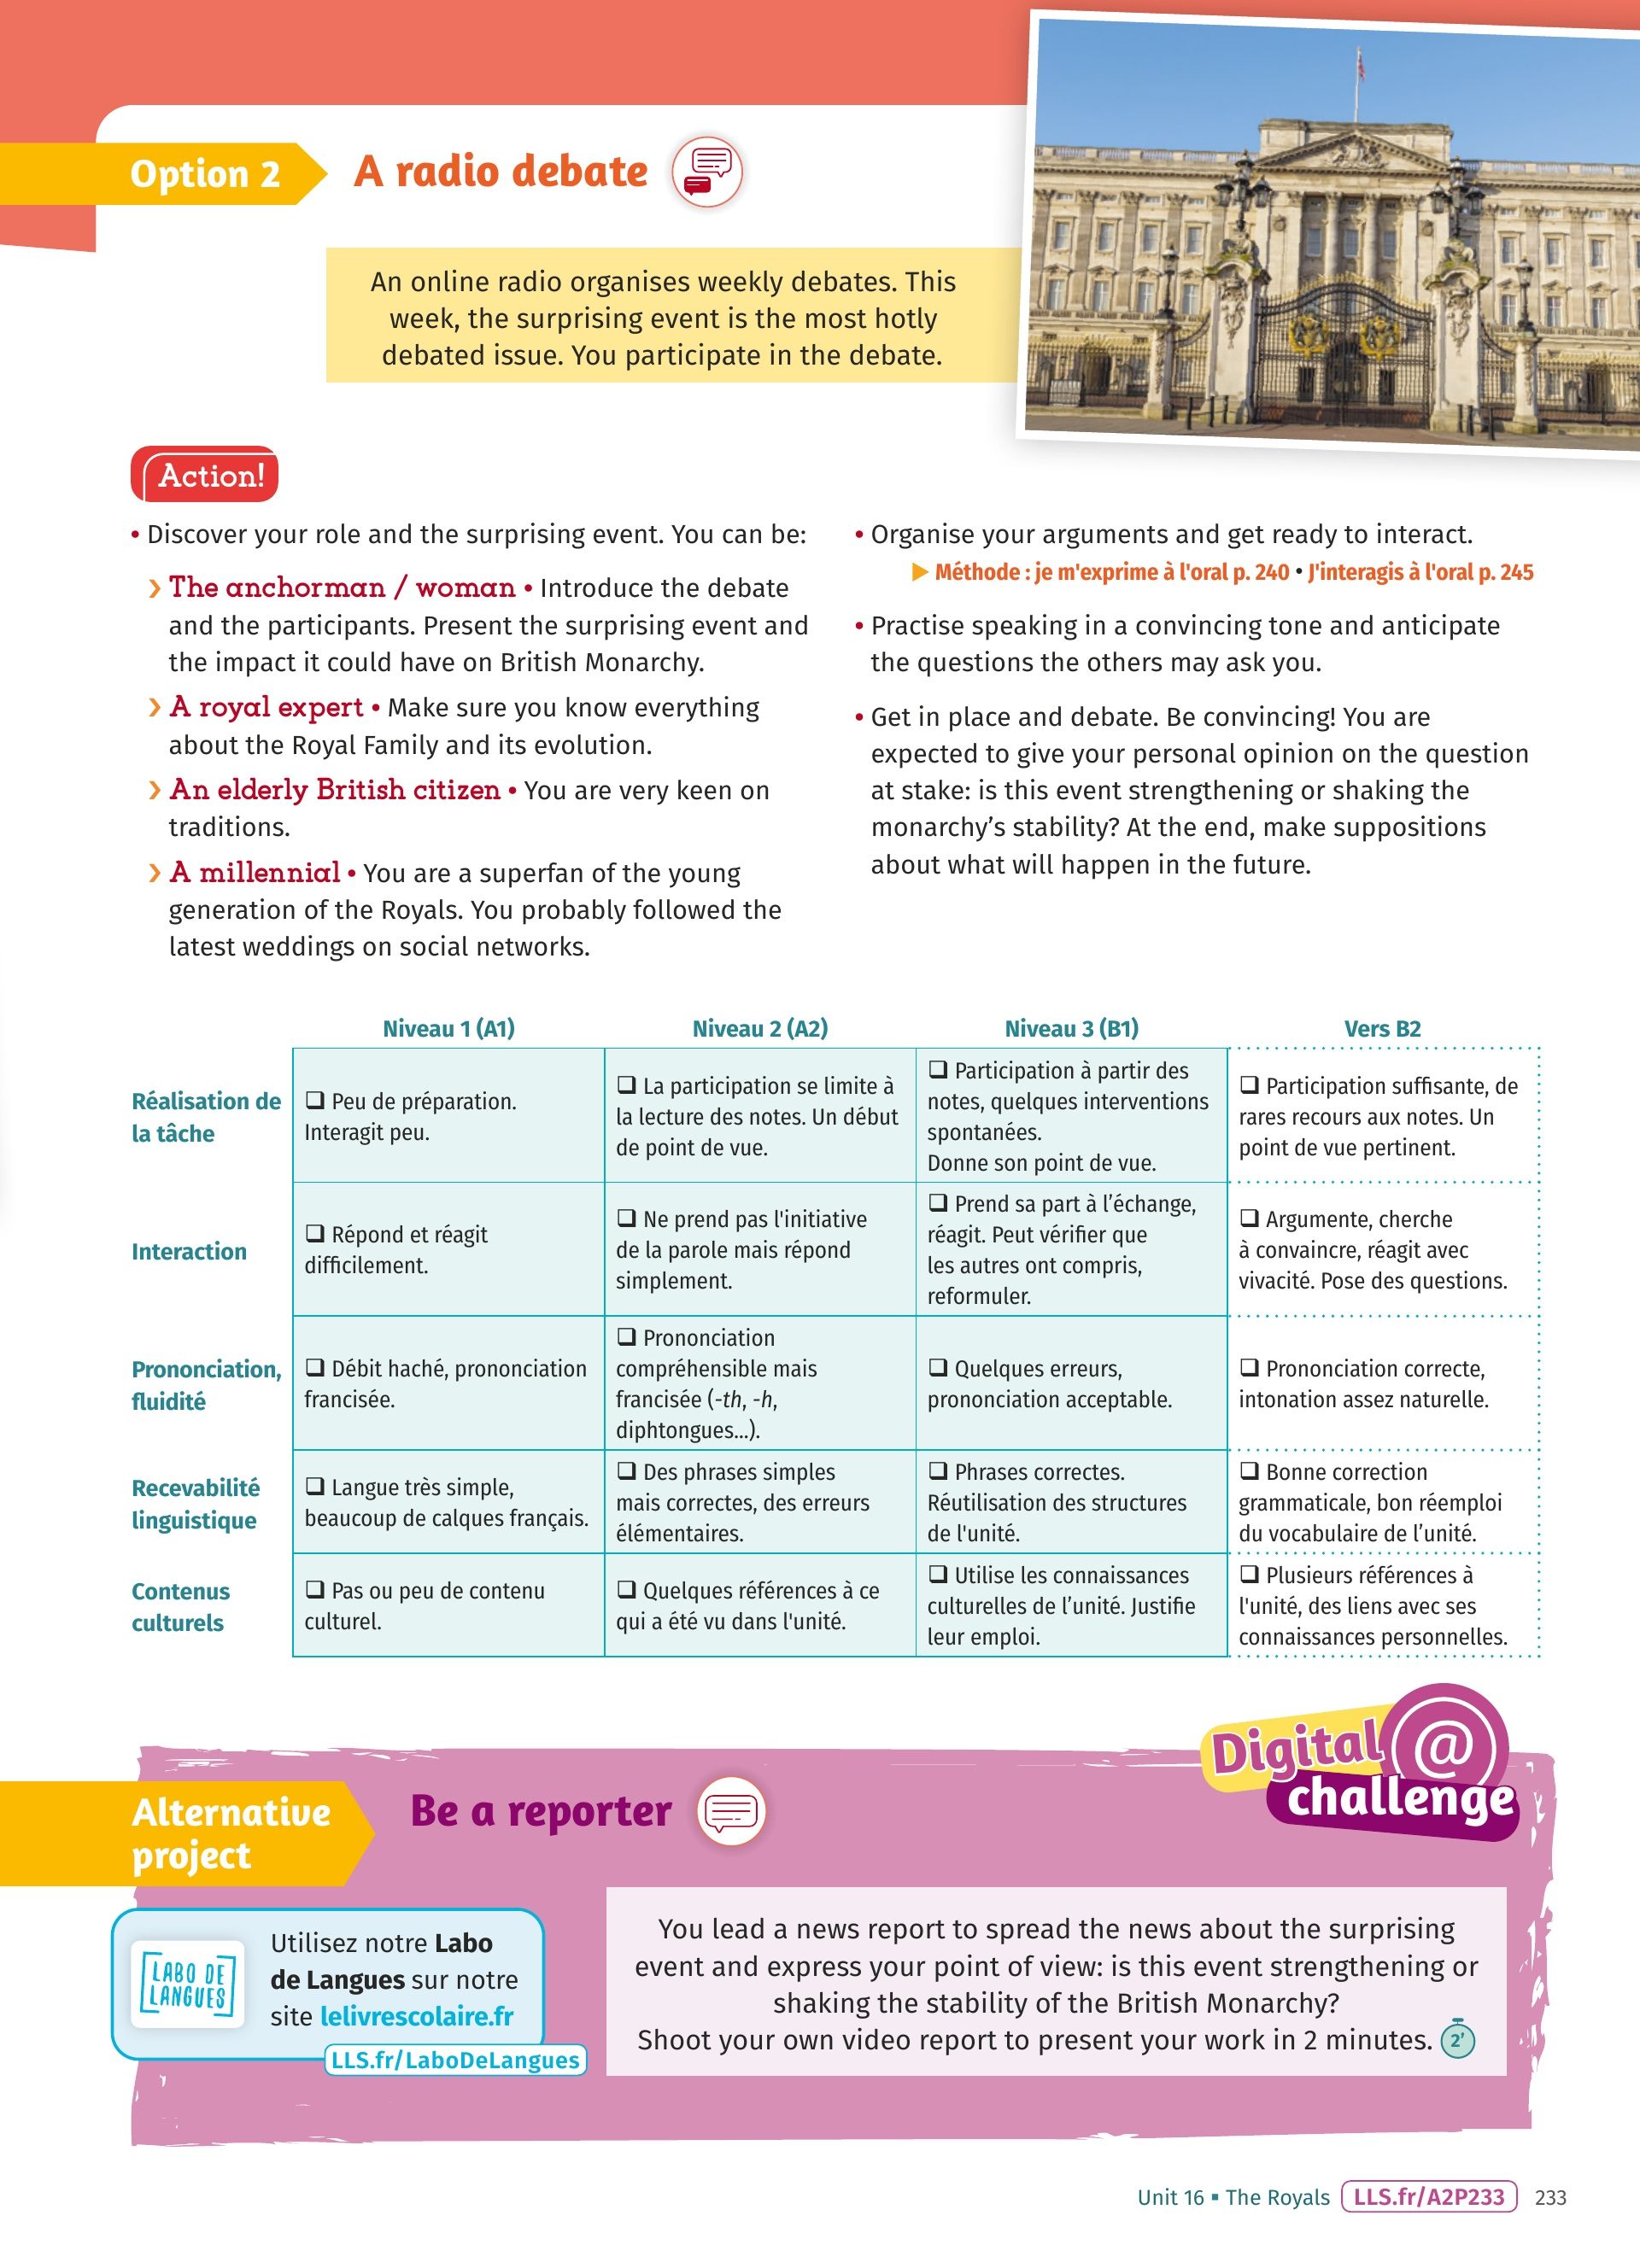 Option 2
A radio debate
An online radio organises weekly debates. This
week, the surprising event is the most hotly
debated issue. You participate in the debate.
Action!
• Discover your role and the surprising event. You can be:
› The anchorman / woman • Introduce the debate
and the participants. Present the surprising event and
the impact it could have on British Monarchy.
› A royal expert • Make sure you know everything
about the Royal Family and its evolution.
› An elderly British citizen • You are very keen on
traditions.
› A millennial • You are a superfan of the young
generation of the Royals. You probably followed the
latest weddings on social networks.
• Organise your arguments and get ready to interact.
▶ Méthode : je m'exprime à l'oral p. 240 • J'interagis à l'oral p. 245
• Practise speaking in a convincing tone and anticipate
the questions the others may ask you.
• Get in place and debate. Be convincing! You are
expected to give your personal opinion on the question
at stake: is this event strengthening or shaking the
monarchy’s stability? At the end, make suppositions
about what will happen in the future.
Niveau 1 (A1)
Niveau 2 (A2)
Niveau 3 (B1)
Vers B2
Réalisation de
la tâche
❏ Peu de préparation.
Interagit peu.
❏ La participation se limite à
la lecture des notes. Un début
de point de vue.
❏ Participation à partir des
notes, quelques interventions
spontanées.
Donne son point de vue.
❏ Participation suffisante, de
rares recours aux notes. Un
point de vue pertinent.
Interaction
❏ Répond et réagit
difficilement.
❏ Ne prend pas l'initiative
de la parole mais répond
simplement.
❏ Prend sa part à l’échange,
réagit. Peut vérifier que
les autres ont compris,
reformuler.
❏ Argumente, cherche
à convaincre, réagit avec
vivacité. Pose des questions.
Prononciation,
fluidité
❏ Débit haché, prononciation
francisée.
❏ Prononciation
compréhensible mais
francisée (-th, -h,
diphtongues...).
❏ Quelques erreurs,
prononciation acceptable.
❏ Prononciation correcte,
intonation assez naturelle.
Recevabilité
linguistique
❏ Langue très simple,
beaucoup de calques français.
❏ Des phrases simples
mais correctes, des erreurs
élémentaires.
❏ Phrases correctes.
Réutilisation des structures
de l'unité.
❏ Bonne correction
grammaticale, bon réemploi
du vocabulaire de l’unité.
Contenus
culturels
❏ Pas ou peu de contenu
culturel.
❏ Quelques références à ce
qui a été vu dans l'unité.
❏ Utilise les connaissances
culturelles de l’unité. Justifie
leur emploi.
❏ Plusieurs références à
l'unité, des liens avec ses
connaissances personnelles.
Digital @
challenge
Alternative
project
Be a reporter
LABO DE
LANGUES
Utilisez notre Labo
de Langues sur notre
site lelivrescolaire.fr
LLS.fr/LaboDeLangues
You lead a news report to spread the news about the surprising
event and express your point of view: is this event strengthening or
shaking the stability of the British Monarchy?
Shoot your own video report to present your work in 2 minutes. 2’
Unit 16 ▪ The Royals LLS.fr/A2P233 233